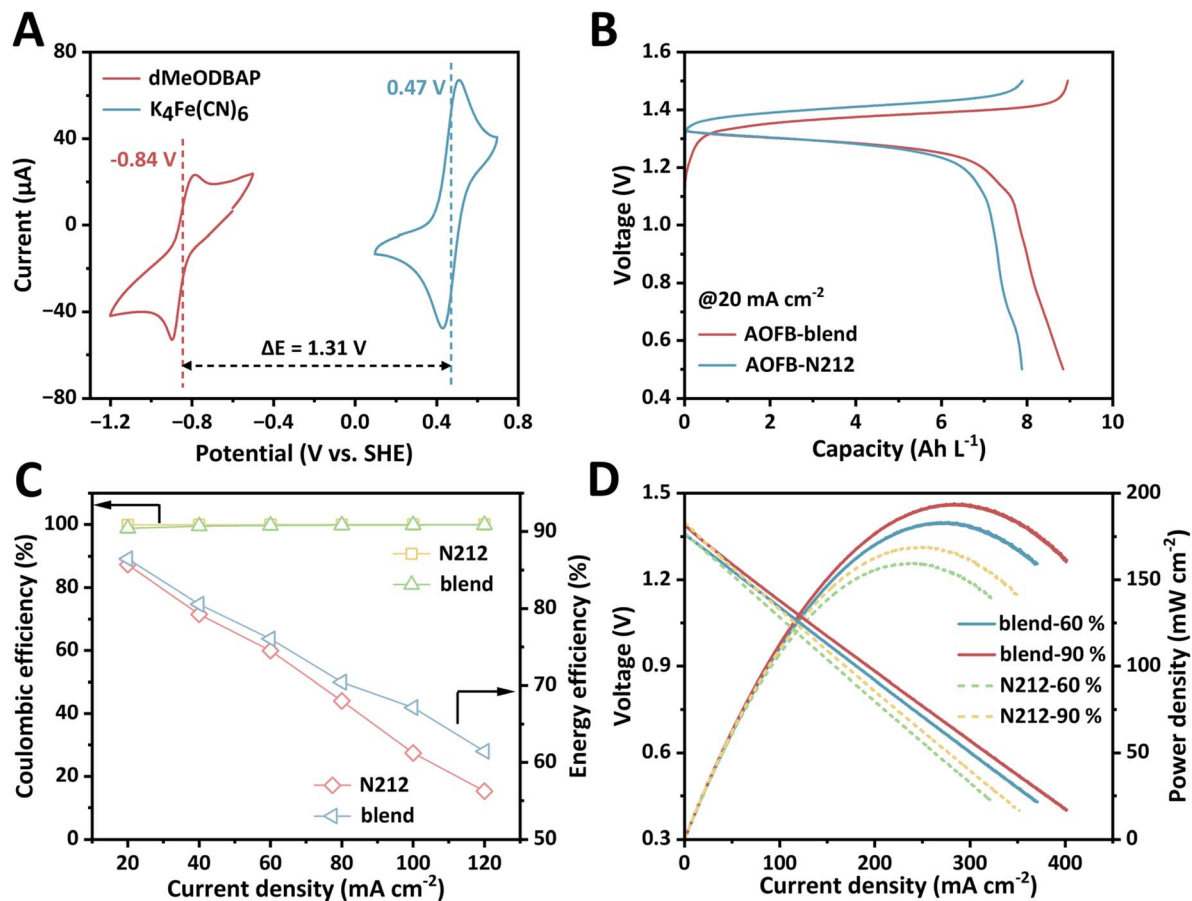 A
80
40
0
−40
−80
Current (µA)
dMeODBAP
K4Fe(CN)6
0.47 V
-0.84 V
ΔE = 1.31 V
−1.2
−0.8
−0.4
0.0
0.4
0.8
Potential (V vs. SHE)
B
1.6
1.4
1.2
1.0
0.8
0.6
0.4
Voltage (V)
@20 mA cm-2
AOFB-blend
AOFB-N212
0
2
4
6
8
10
Capacity (Ah L-1)
C
100
80
60
40
20
0
Coulombic efficiency (%)
N212
blend
N212
blend
90
80
70
60
50
Energy efficiency (%)
20
40
60
80
100
120
Current density (mA cm-2)
D
1.5
1.2
0.9
0.6
0.3
Voltage (V)
blend-60 %
blend-90 %
N212-60 %
N212-90 %
200
150
100
50
0
Power density (mW cm-2)
0
100
200
300
400
Current density (mA cm-2)